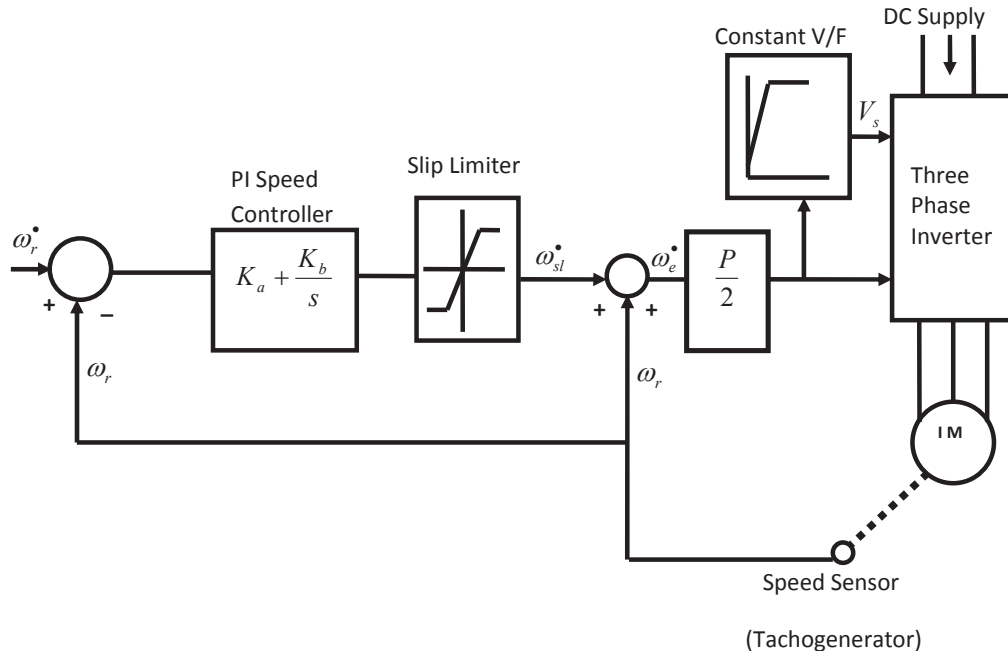 DC Supply
Constant V/F
V_s
Three
Phase
Inverter
Slip Limiter
PI Speed
Controller
ω_r^•
K_a + K_b/s
ω_sl^•
ω_e^•
P/2
+
−
+
+
ω_r
ω_r
I M
Speed Sensor
(Tachogenerator)